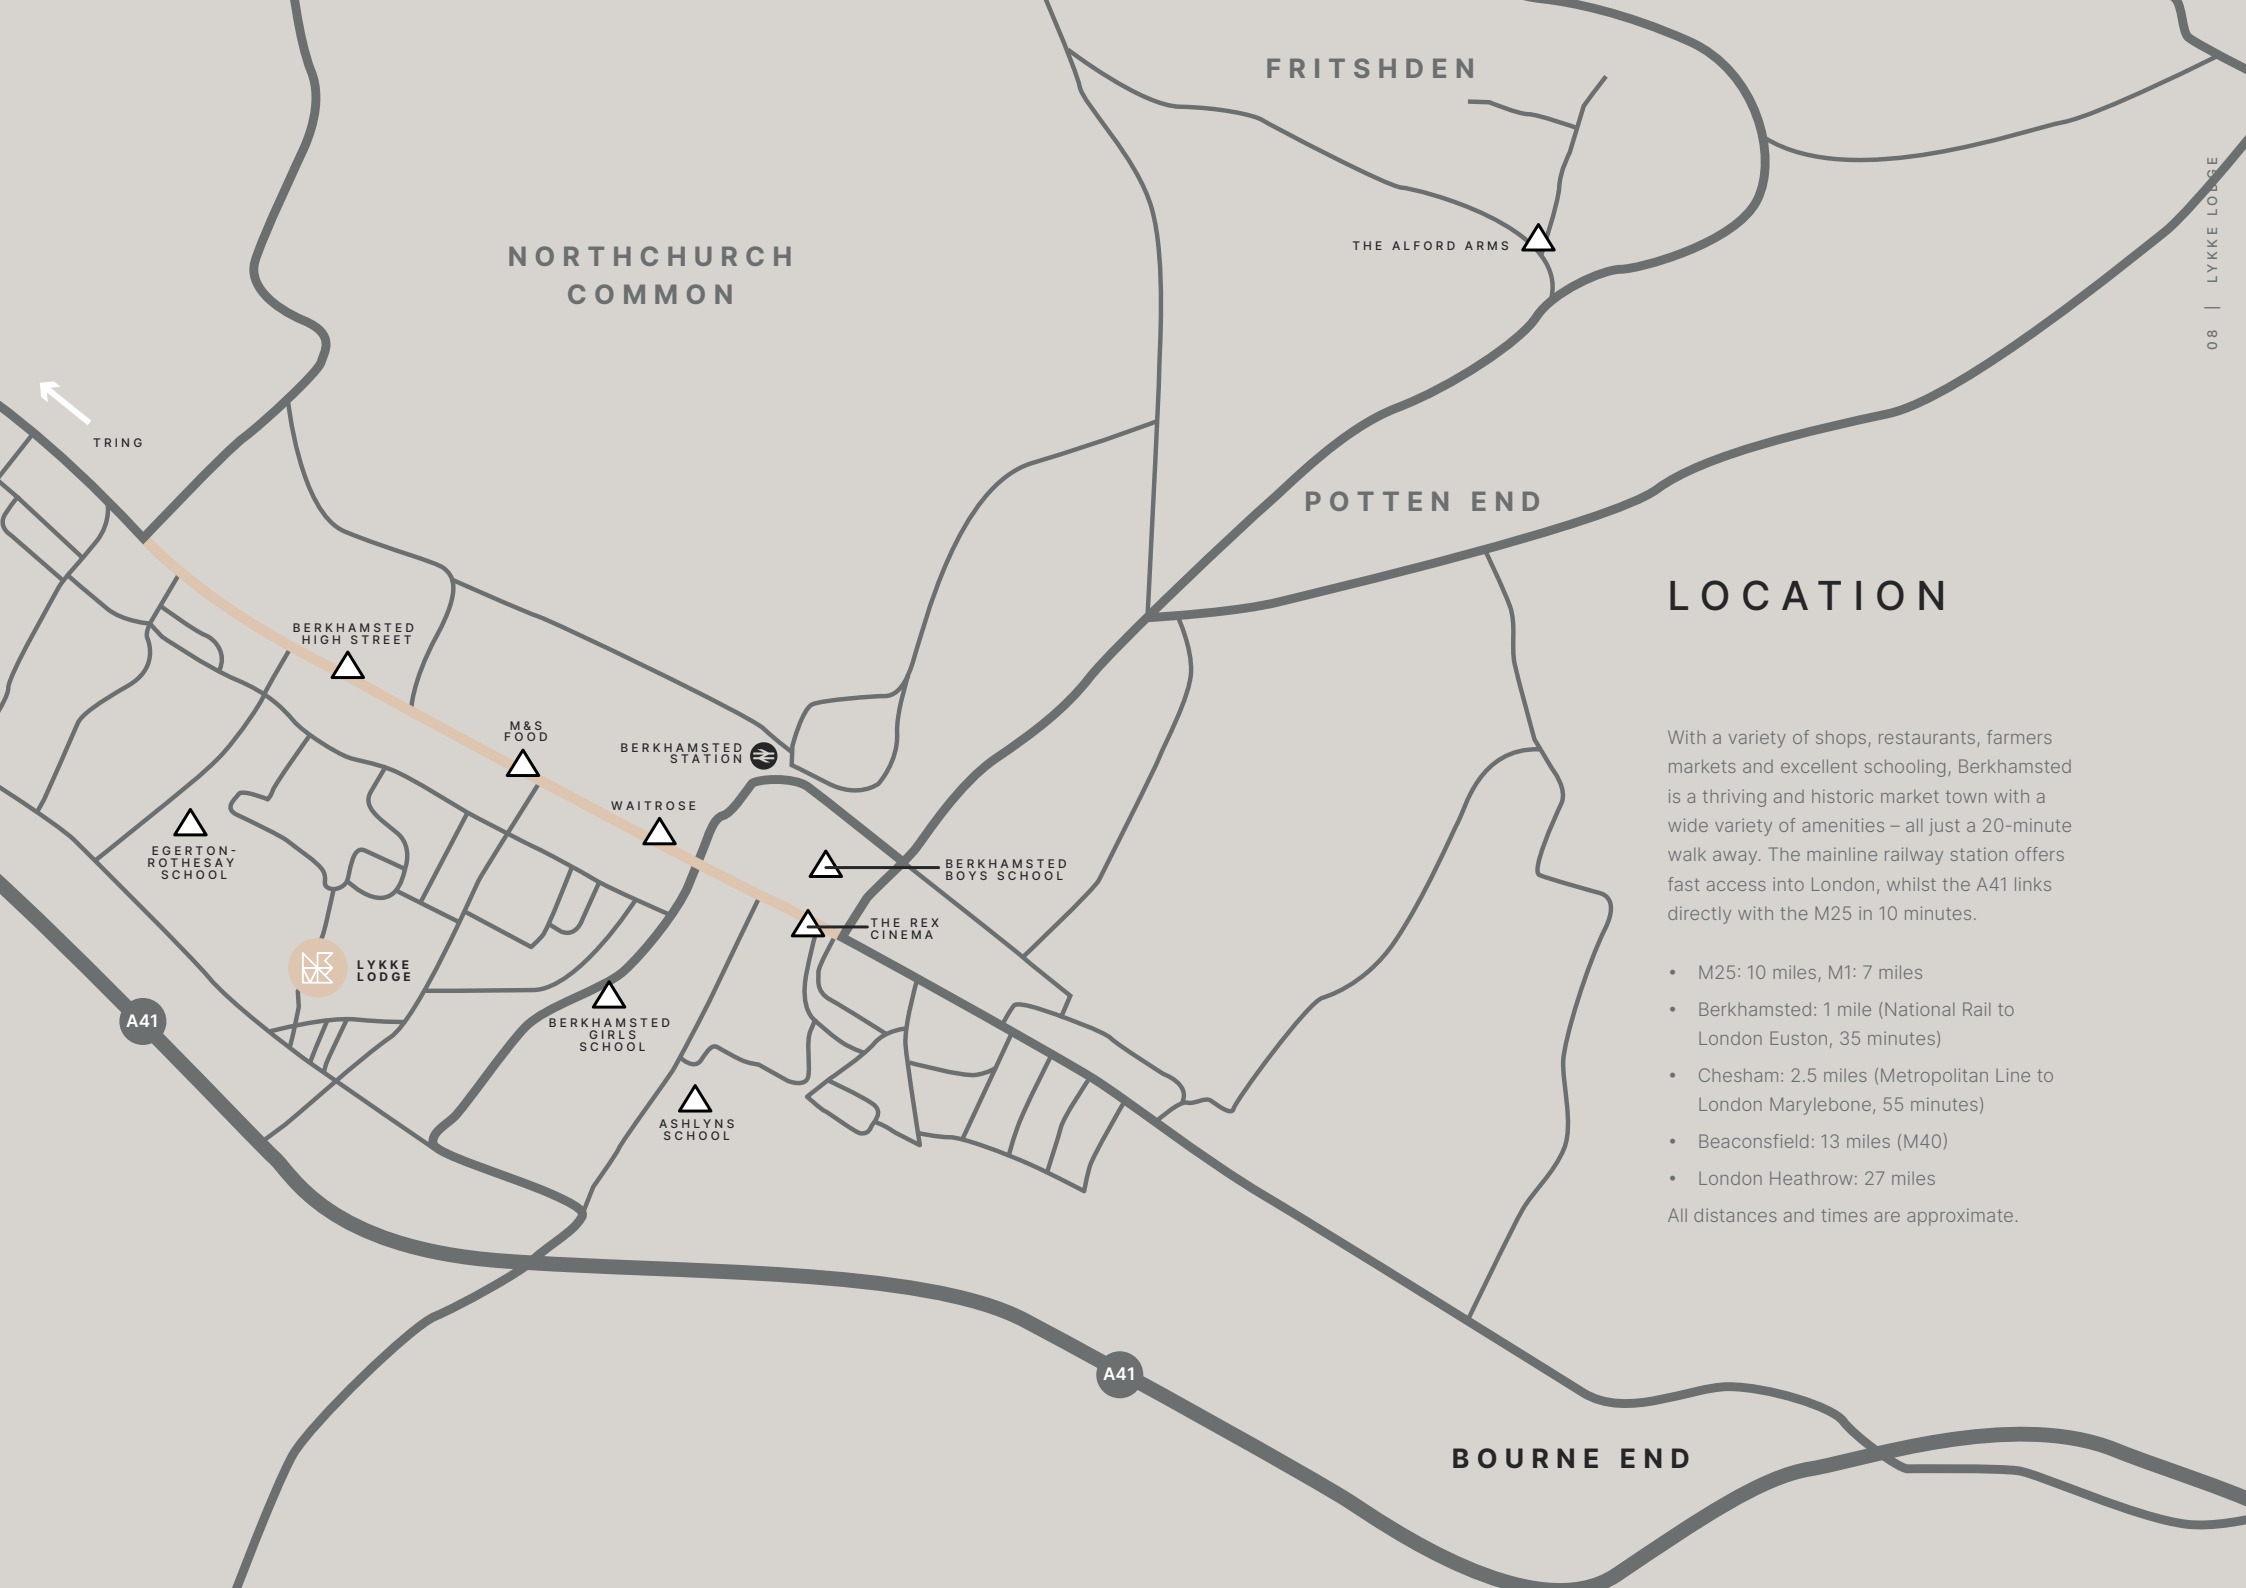 FRITSHDEN
NORTHCHURCH
COMMON
THE ALFORD ARMS
TRING
POTTEN END
BERKHAMSTED
HIGH STREET
M&S
FOOD
BERKHAMSTED
STATION
WAITROSE
EGERTON-
ROTHESAY
SCHOOL
BERKHAMSTED
BOYS SCHOOL
THE REX
CINEMA
LYKKE
LODGE
A41
BERKHAMSTED
GIRLS
SCHOOL
ASHLYNS
SCHOOL
A41
BOURNE END
LOCATION
With a variety of shops, restaurants, farmers
markets and excellent schooling, Berkhamsted
is a thriving and historic market town with a
wide variety of amenities – all just a 20-minute
walk away. The mainline railway station offers
fast access into London, whilst the A41 links
directly with the M25 in 10 minutes.
• M25: 10 miles, M1: 7 miles
• Berkhamsted: 1 mile (National Rail to
London Euston, 35 minutes)
• Chesham: 2.5 miles (Metropolitan Line to
London Marylebone, 55 minutes)
• Beaconsfield: 13 miles (M40)
• London Heathrow: 27 miles
All distances and times are approximate.
08 | LYKKE LODGE